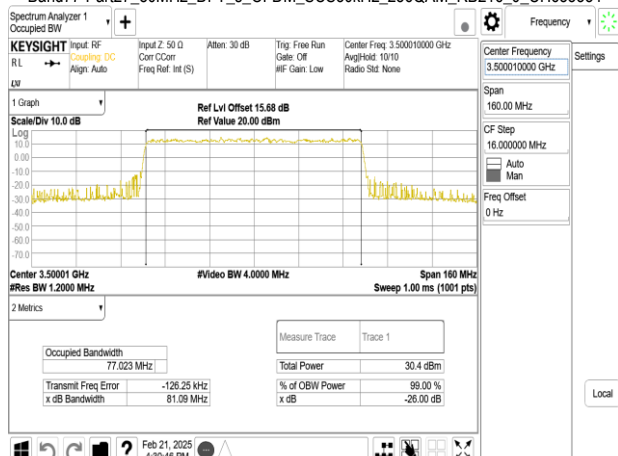 Spectrum Analyzer 1
Occupied BW
Frequency
KEYSIGHT
Input: RF
Input Z: 50 Ω
Atten: 30 dB
Trig: Free Run
Center Freq: 3.500010000 GHz
RL
Coupling: DC
Corr CCorr
Gate: Off
Avg|Hold: 10/10
Align: Auto
Freq Ref: Int (S)
#IF Gain: Low
Radio Std: None
LXI
Center Frequency
3.500010000 GHz
Settings
Span
160.00 MHz
CF Step
16.000000 MHz
Auto
Man
Freq Offset
0 Hz
Local
1 Graph
Ref Lvl Offset 15.68 dB
Scale/Div 10.0 dB
Ref Value 20.00 dBm
Log
10.0
0.00
-10.0
-20.0
-30.0
-40.0
-50.0
-60.0
-70.0
Center 3.50001 GHz
#Video BW 4.0000 MHz
Span 160 MHz
#Res BW 1.2000 MHz
Sweep 1.00 ms (1001 pts)
2 Metrics
Measure Trace
Trace 1
Occupied Bandwidth
77.023 MHz
Total Power
30.4 dBm
Transmit Freq Error
-126.25 kHz
% of OBW Power
99.00 %
x dB Bandwidth
81.09 MHz
x dB
-26.00 dB
?
Feb 21, 2025